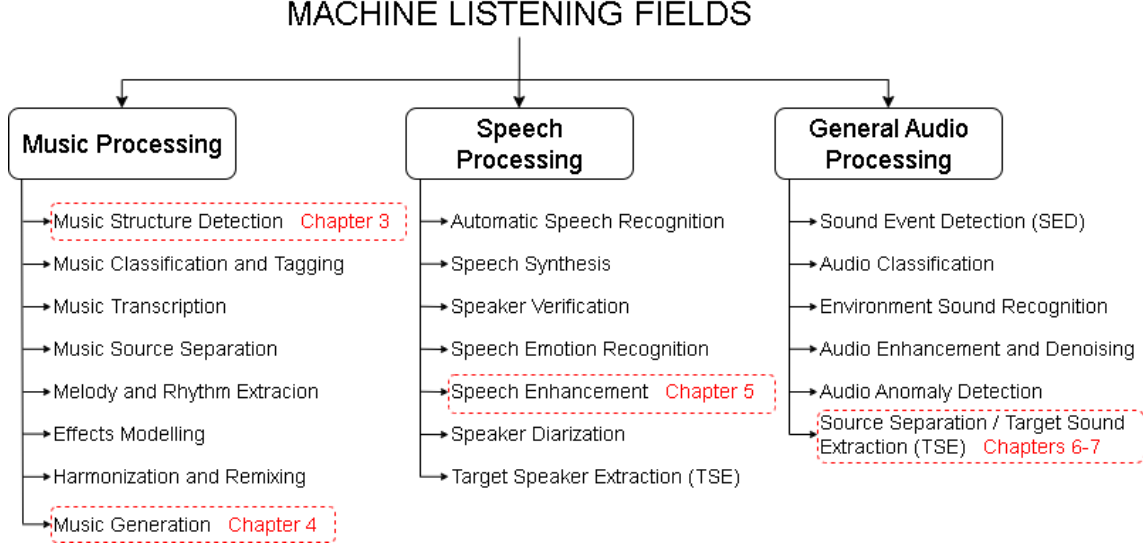 MACHINE LISTENING FIELDS
Music Processing
Music Structure Detection Chapter 3
Music Classification and Tagging
Music Transcription
Music Source Separation
Melody and Rhythm Extracion
Effects Modelling
Harmonization and Remixing
Music Generation Chapter 4
Speech
Processing
Automatic Speech Recognition
Speech Synthesis
Speaker Verification
Speech Emotion Recognition
Speech Enhancement Chapter 5
Speaker Diarization
Target Speaker Extraction (TSE)
General Audio
Processing
Sound Event Detection (SED)
Audio Classification
Environment Sound Recognition
Audio Enhancement and Denoising
Audio Anomaly Detection
Source Separation / Target Sound
Extraction (TSE) Chapters 6-7